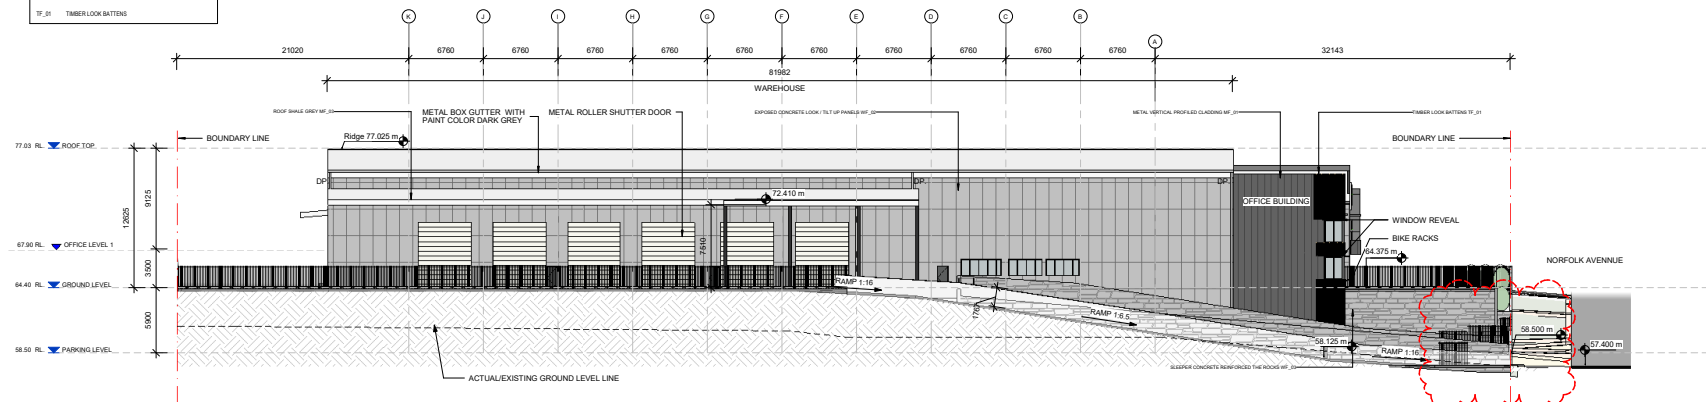 TF_01 TIMBER LOOK BATTENS
K J I H G F E D C B A
21020 6760 6760 6760 6760 6760 6760 6760 6760 6760 6760 32143
81982
WAREHOUSE
ROOF SHALE GREY MF_03
METAL BOX GUTTER WITH
PAINT COLOR DARK GREY
METAL ROLLER SHUTTER DOOR
EXPOSED CONCRETE LOOK / TILT UP PANELS WF_02
METAL VERTICAL PROFILED CLADDING MF_01
TIMBER LOOK BATTENS TF_01
BOUNDARY LINE
Ridge 77.025 m
BOUNDARY LINE
77.03 RL ROOF TOP
DP. DP. DP.
72.410 m
OFFICE BUILDING
9125
12625
WINDOW REVEAL
BIKE RACKS
67.90 RL OFFICE LEVEL 1
7510
64.375 m
3500
NORFOLK AVENNUE
64.40 RL GROUND LEVEL
RAMP 1:16
1767
RAMP 1:6.5
5900
58.500 m
58.125 m
57.400 m
58.50 RL PARKING LEVEL
RAMP 1:16
SLEEPER CONCRETE REINFORCED THE ROCKS WF_03
ACTUAL/EXISTING GROUND LEVEL LINE